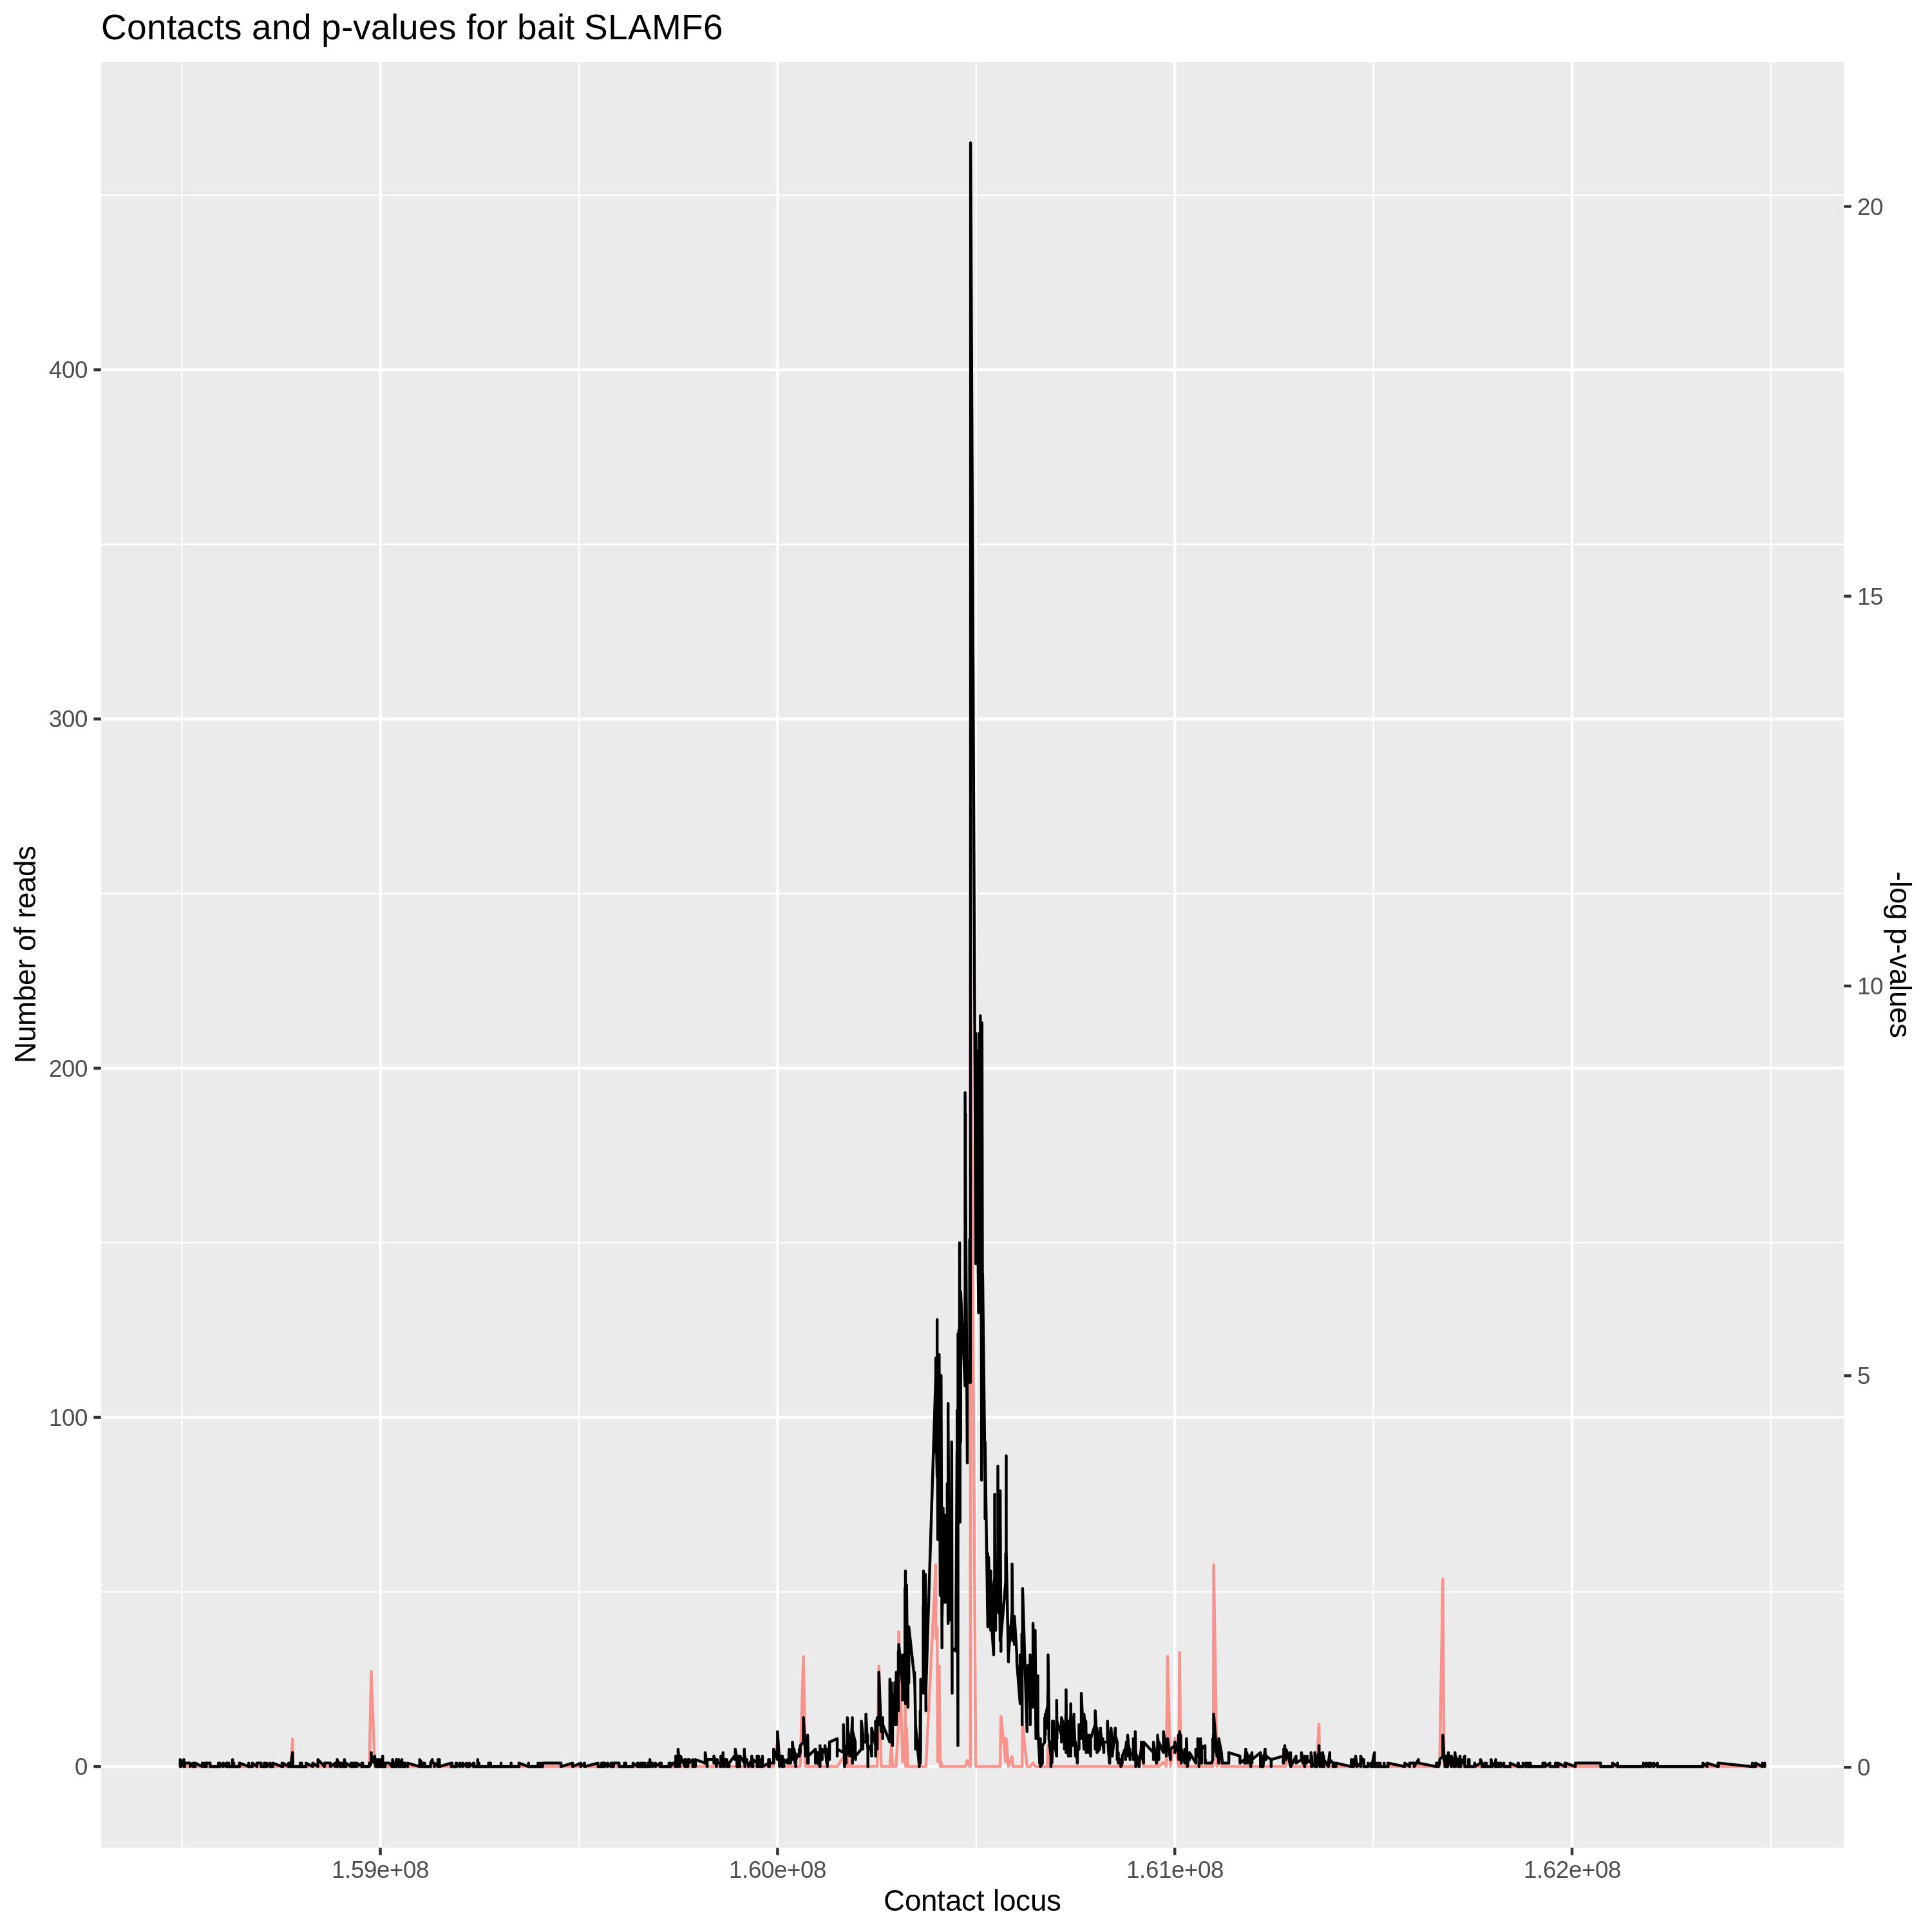 Contacts and p-values for bait SLAMF6
Number of reads
400
300
200
100
0
20
15
10
5
0
-log p-values
1.59e+08
1.60e+08
1.61e+08
1.62e+08
Contact locus